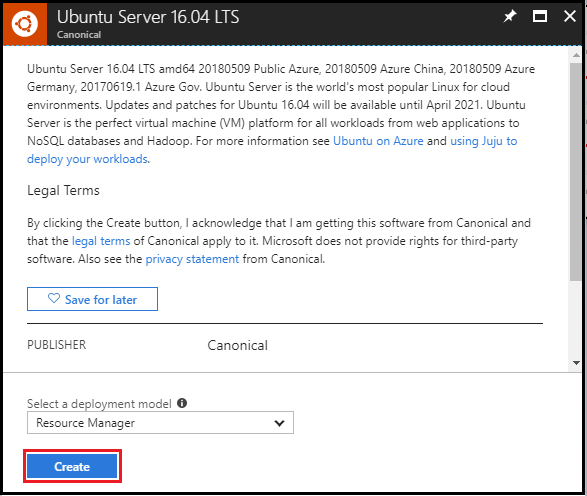 Ubuntu Server 16.04 LTS
Canonical
Ubuntu Server 16.04 LTS amd64 20180509 Public Azure, 20180509 Azure China, 20180509 Azure
Germany, 20170619.1 Azure Gov. Ubuntu Server is the world's most popular Linux for cloud
environments. Updates and patches for Ubuntu 16.04 will be available until April 2021. Ubuntu
Server is the perfect virtual machine (VM) platform for all workloads from web applications to
NoSQL databases and Hadoop. For more information see Ubuntu on Azure and using Juju to
deploy your workloads.
Legal Terms
By clicking the Create button, I acknowledge that I am getting this software from Canonical and
that the legal terms of Canonical apply to it. Microsoft does not provide rights for third-party
software. Also see the privacy statement from Canonical.
Save for later
PUBLISHER Canonical
Select a deployment model
Resource Manager
Create